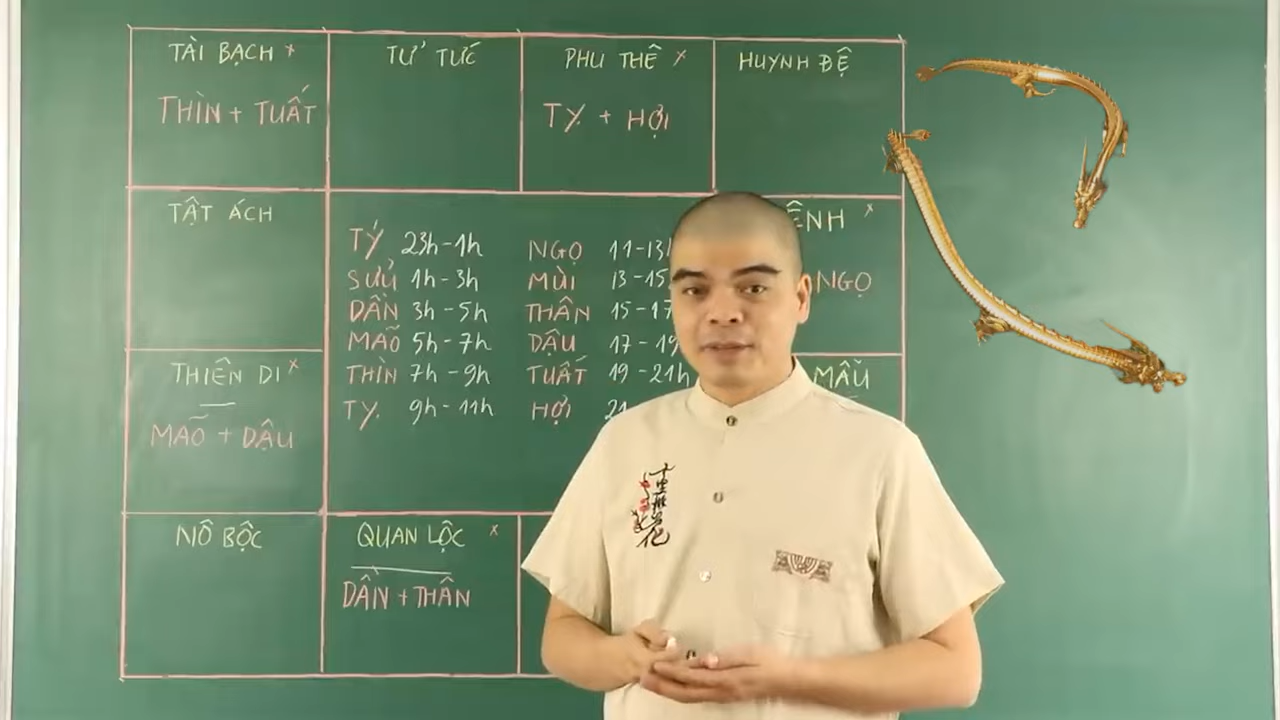 TÀI BẠCH x
TỬ TỨC
PHU THÊ x
HUYNH ĐỆ
THÌN + TUẤT
TỴ + HỢI
TẬT ÁCH
ỆNH x
TÝ 23h-1h
NGỌ 11-13h
SỬU 1h-3h
MÙI 13-15
NGỌ
DẦN 3h-5h
THÂN 15-17
MÃO 5h-7h
DẬU 17-19
THIÊN DI x
THÌN 7h-9h
TUẤT 19-21h
MẪU
MÃO + DẬU
TỴ 9h-11h
HỢI 21
NÔ BỘC
QUAN LỘC x
DẦN + THÂN